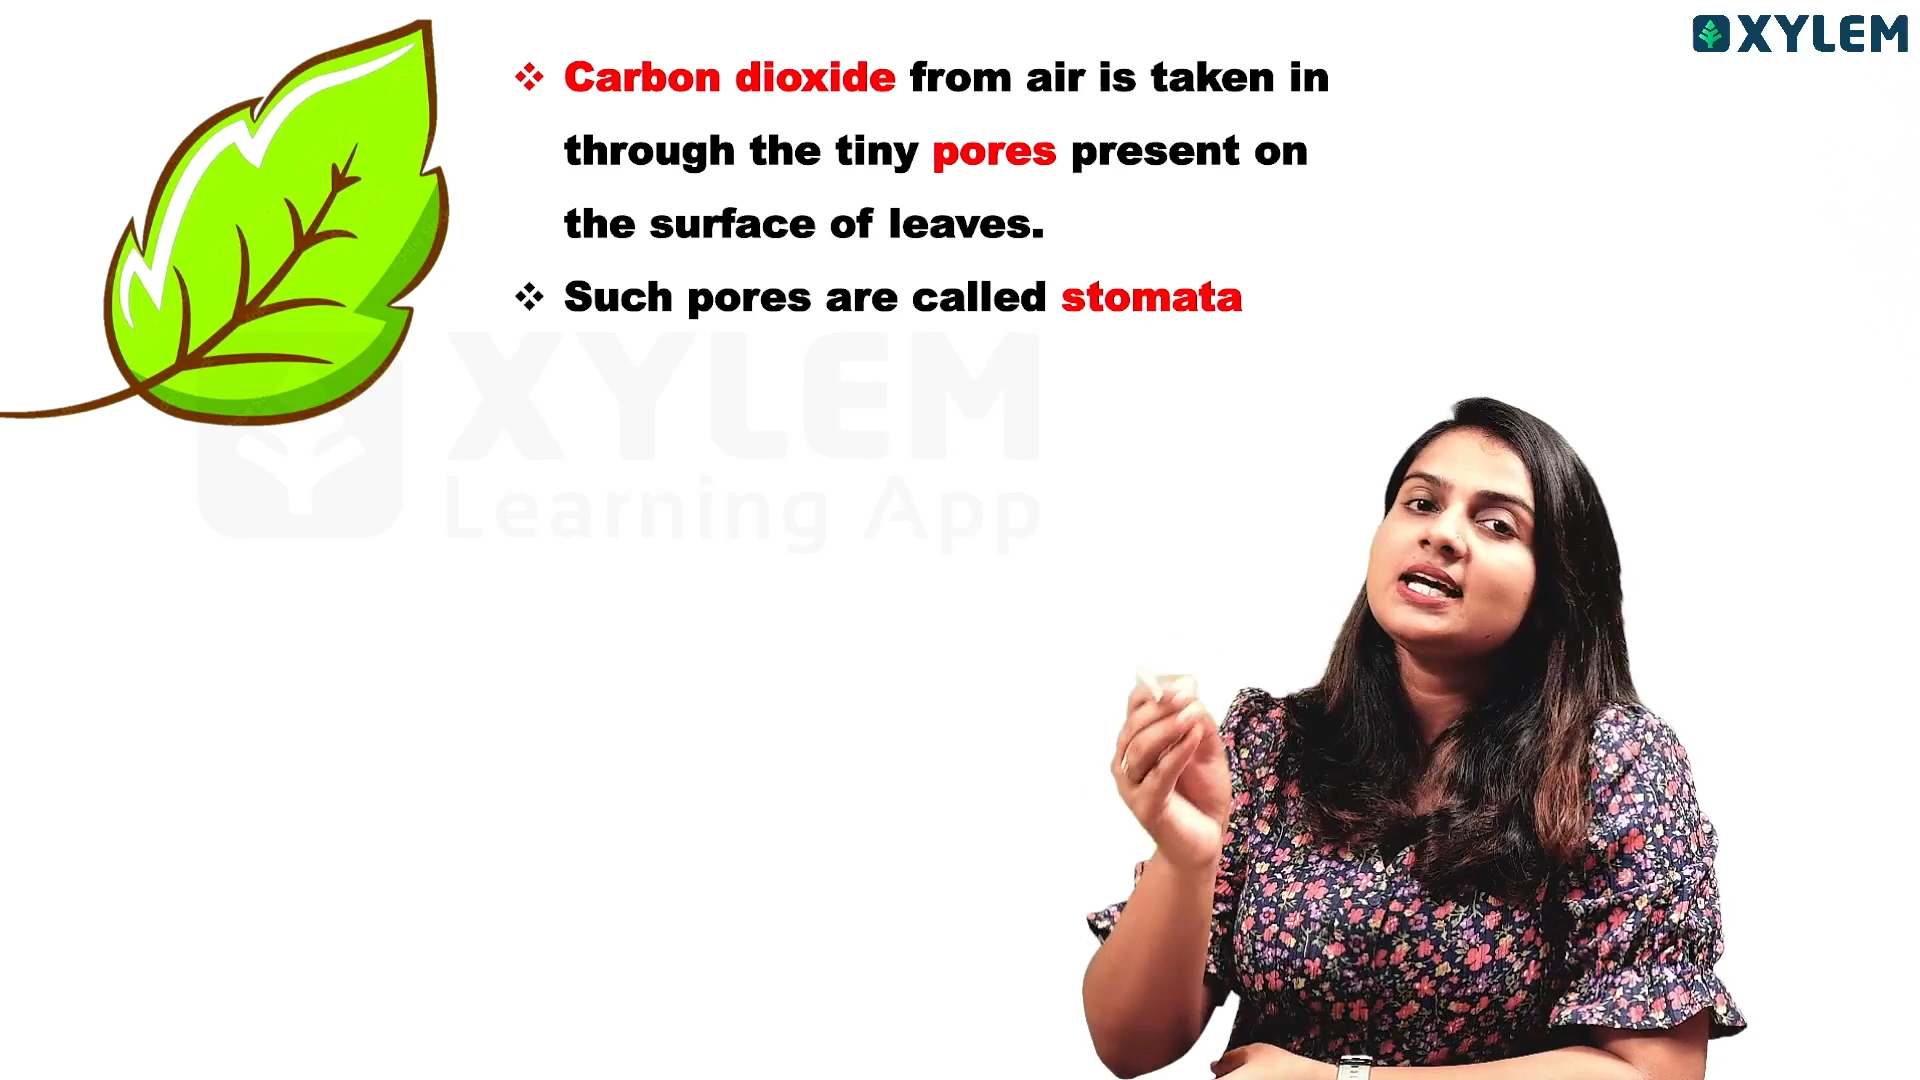 XYLEM
❖ Carbon dioxide from air is taken in
through the tiny pores present on
the surface of leaves.
❖ Such pores are called stomata
XYLEM
Learning App